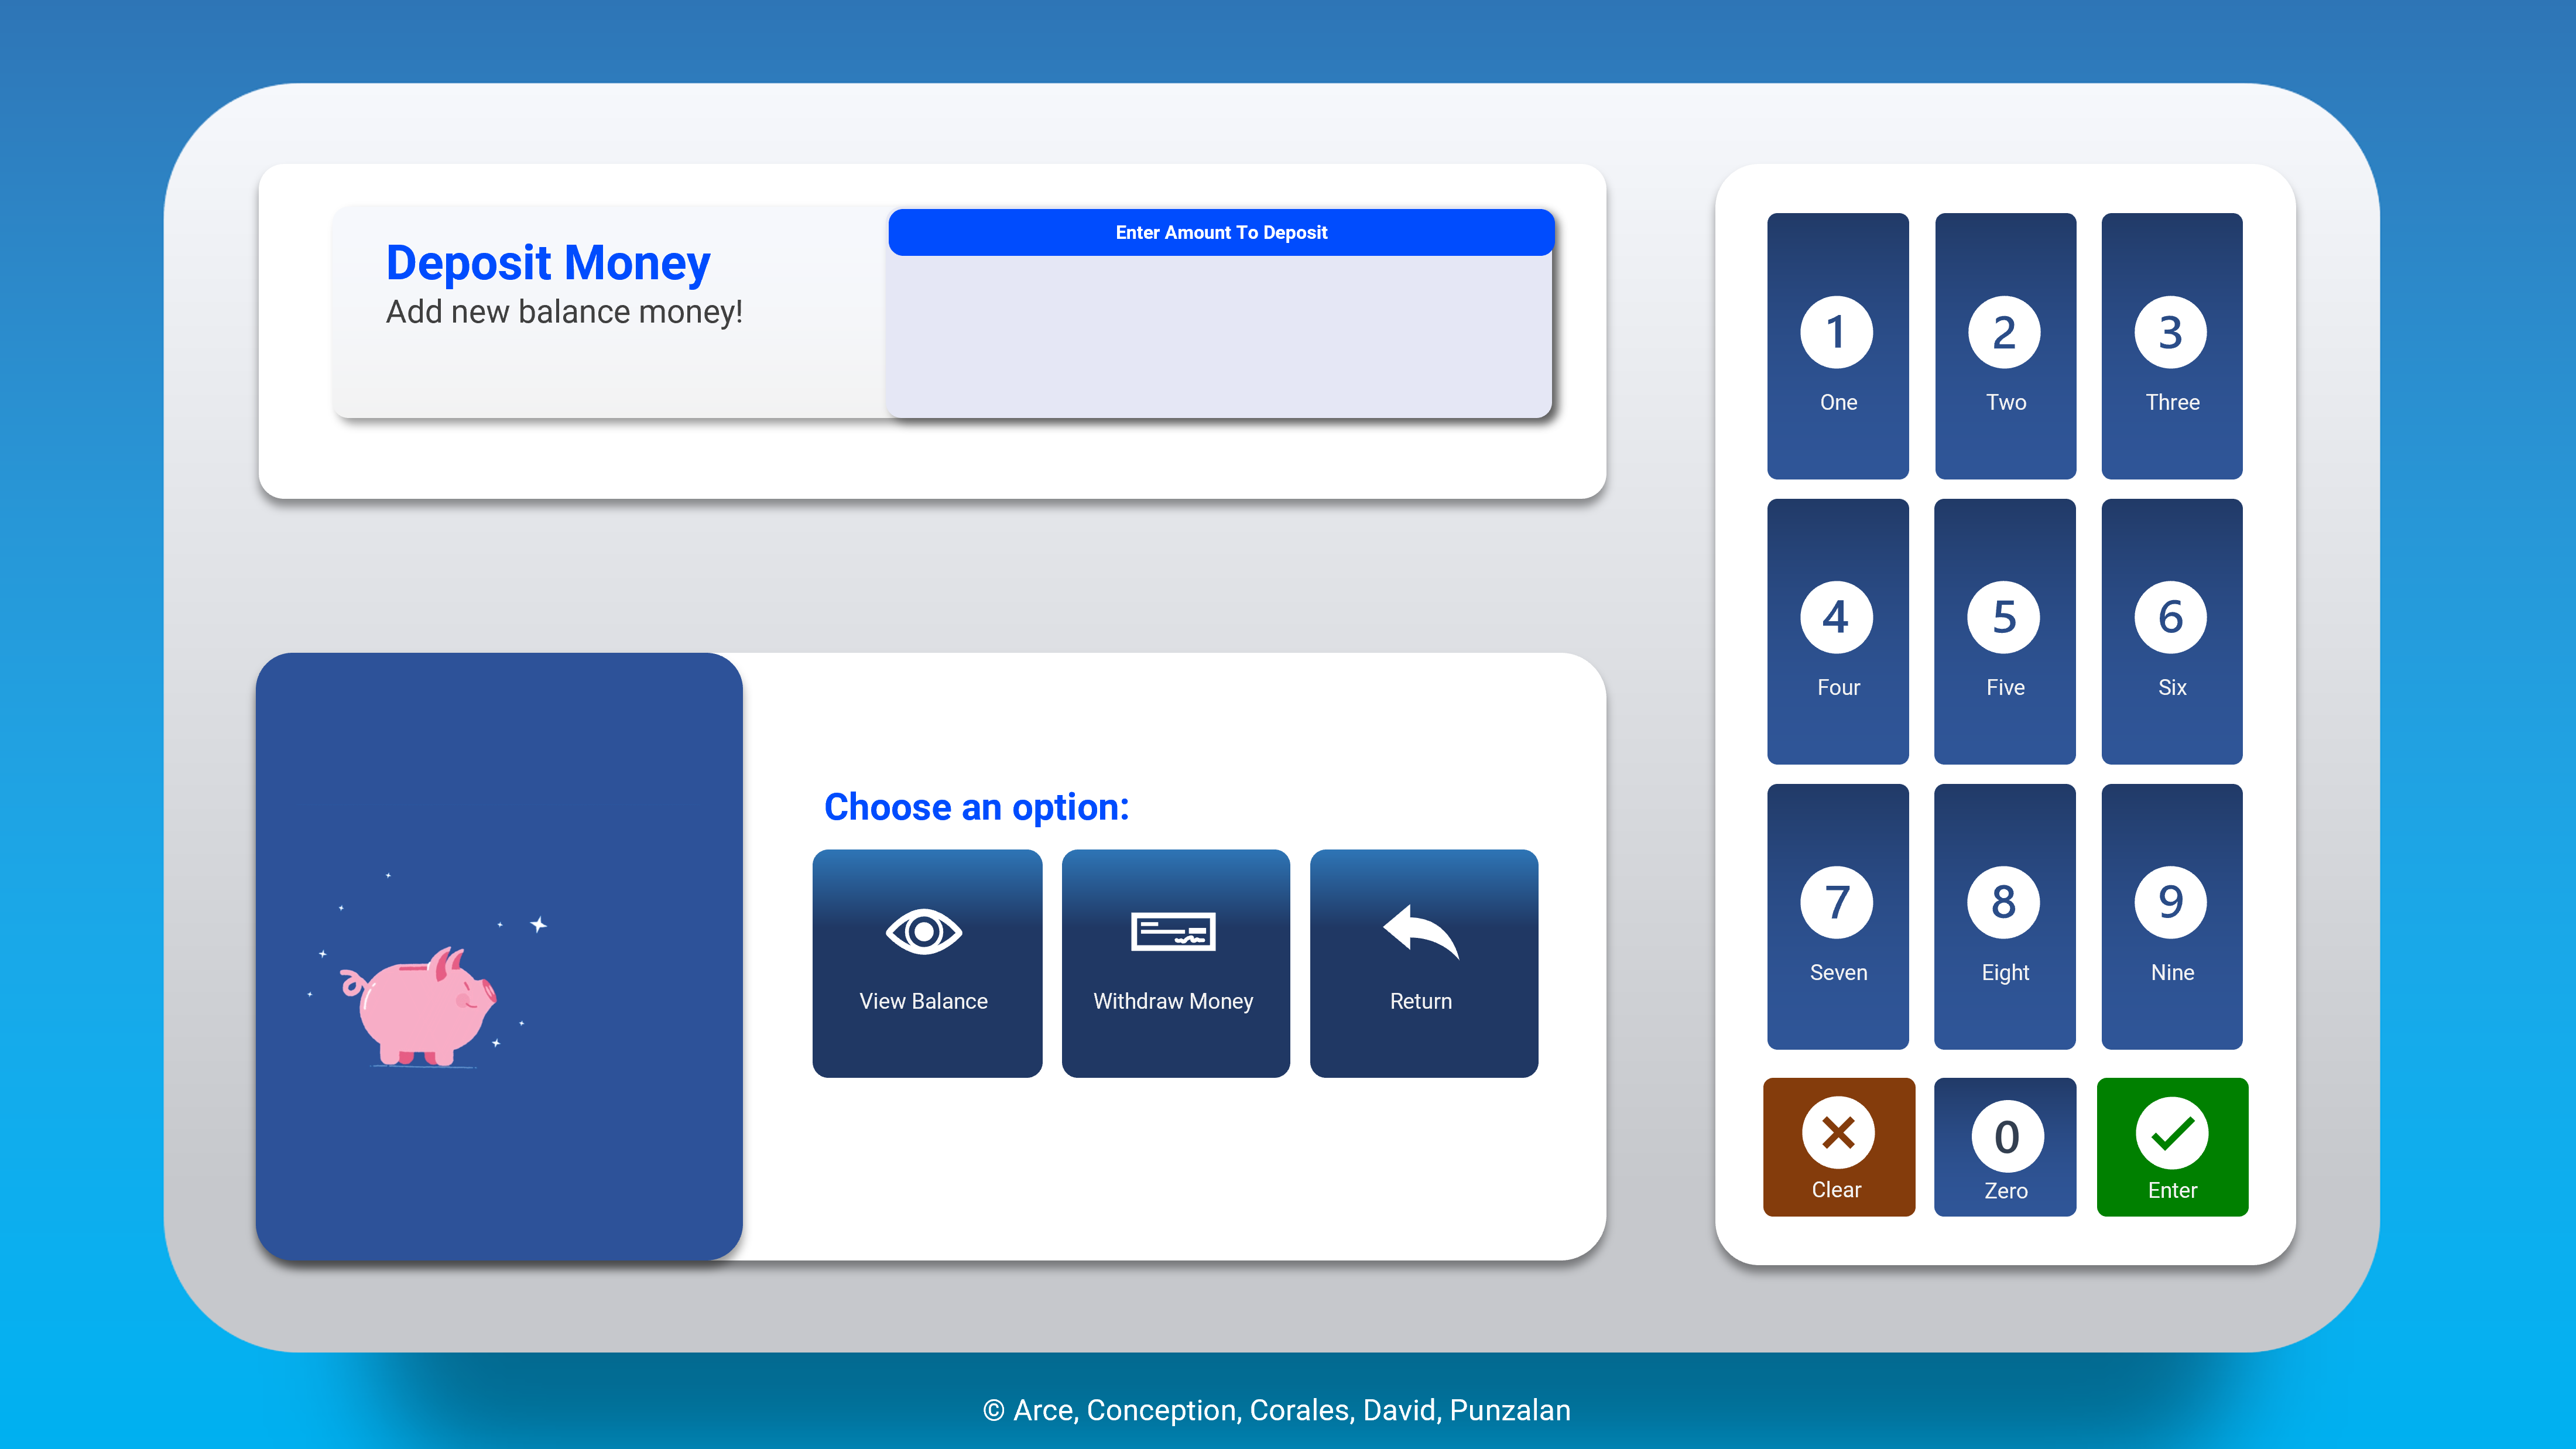 Deposit Money
Add new balance money!
Enter Amount To Deposit
Choose an option:
View Balance
Withdraw Money
Return
1
One
2
Two
3
Three
4
Four
5
Five
6
Six
7
Seven
8
Eight
9
Nine
Clear
0
Zero
Enter
© Arce, Conception, Corales, David, Punzalan